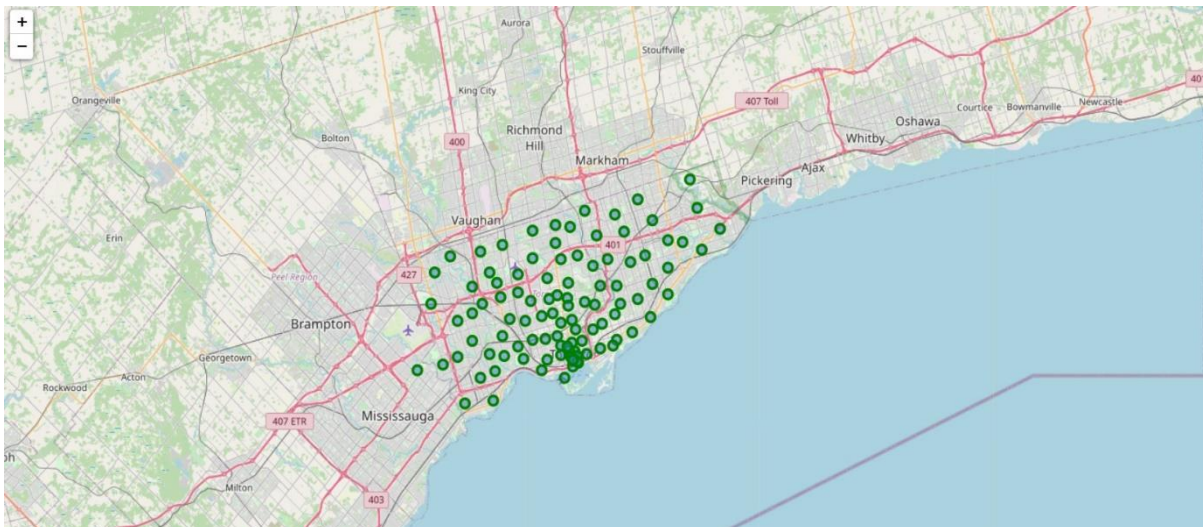 +
−
Aurora
Stouffville
Orangeville
King City
407 Toll
Courtice
Bowmanville
Newcastle
Oshawa
Bolton
400
Richmond
Hill
Whitby
Markham
Ajax
Pickering
Vaughan
Erin
401
427
Peel Region
Brampton
Georgetown
Acton
Rockwood
Mississauga
407 ETR
Milton
403